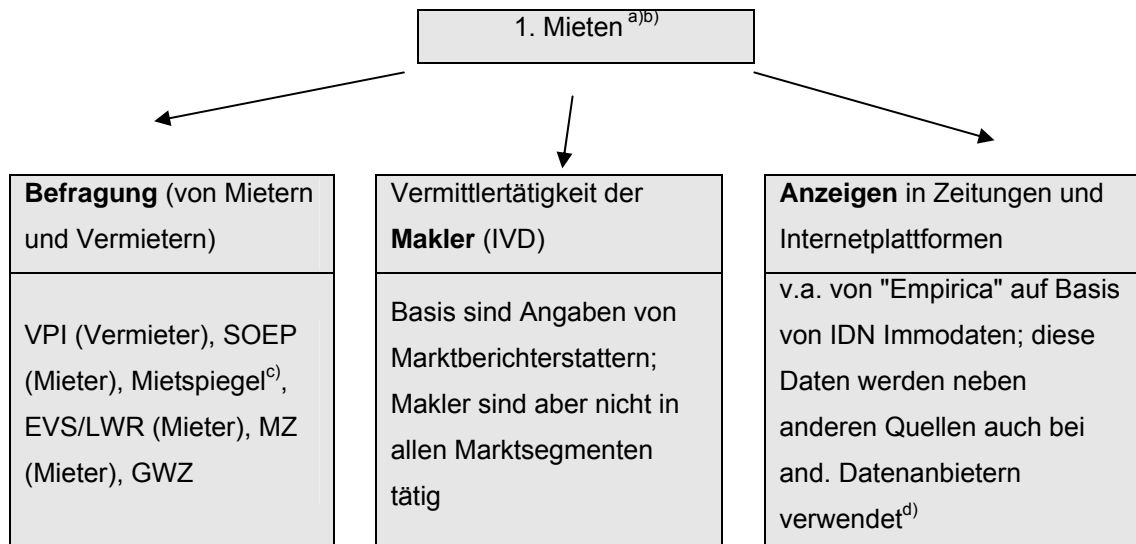 1. Mieten a)b)
Befragung (von Mietern
und Vermietern)
VPI (Vermieter), SOEP
(Mieter), Mietspiegelc),
EVS/LWR (Mieter), MZ
(Mieter), GWZ
Vermittlertätigkeit der
Makler (IVD)
Basis sind Angaben von
Marktberichterstattern;
Makler sind aber nicht in
allen Marktsegmenten
tätig
Anzeigen in Zeitungen und
Internetplattformen
v.a. von "Empirica" auf Basis
von IDN Immodaten; diese
Daten werden neben
anderen Quellen auch bei
and. Datenanbietern
verwendetd)